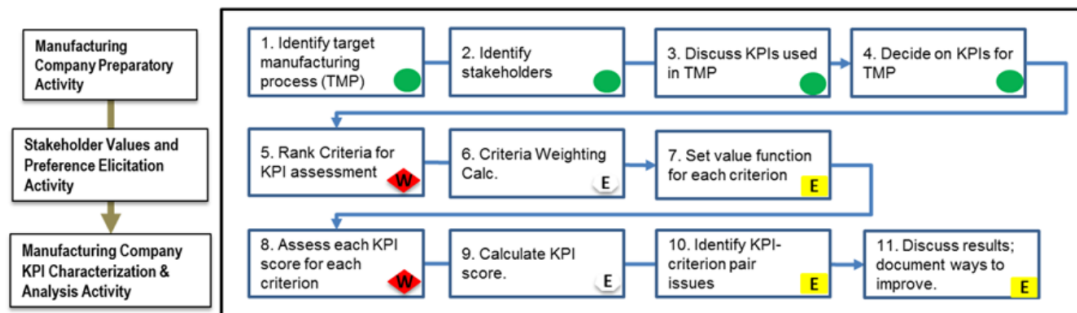 Manufacturing
Company Preparatory
Activity
Stakeholder Values and
Preference Elicitation
Activity
Manufacturing Company
KPI Characterization &
Analysis Activity
1. Identify target
manufacturing
process (TMP)
2. Identify
stakeholders
3. Discuss KPIs used
in TMP
4. Decide on KPIs for
TMP
5. Rank Criteria for
KPI assessment
W
6. Criteria Weighting
Calc.
E
7. Set value function
for each criterion
E
8. Assess each KPI
score for each
criterion
W
9. Calculate KPI
score.
E
10. Identify KPI-
criterion pair
issues
E
11. Discuss results;
document ways to
improve.
E